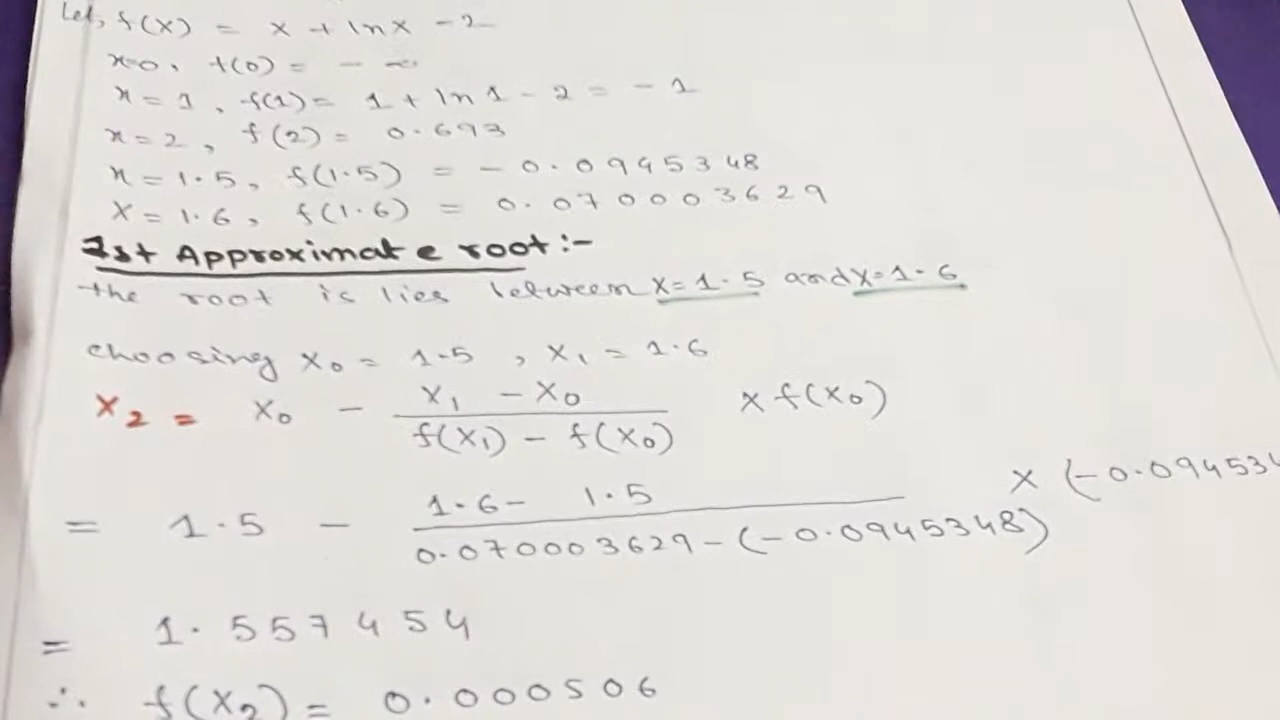 Let, f(x) = x + lnx - 2
x=0, f(0) = - ∞
x = 1, f(1) = 1 + ln 1 - 2 = - 1
x = 2, f(2) = 0.693
x = 1.5, f(1.5) = - 0.0945348
X = 1.6, f(1.6) = 0.070003629
1st Approximate root:-
the root is lies between x=1.5 and x=1.6
choosing x₀ = 1.5, x₁ = 1.6
x₂ = x₀ - (x₁ - x₀) / (f(x₁) - f(x₀)) × f(x₀)
= 1.5 - (1.6 - 1.5) / (0.070003629 - (-0.0945348)) × (-0.094534
= 1.557454
∴ f(x₂) = 0.000506